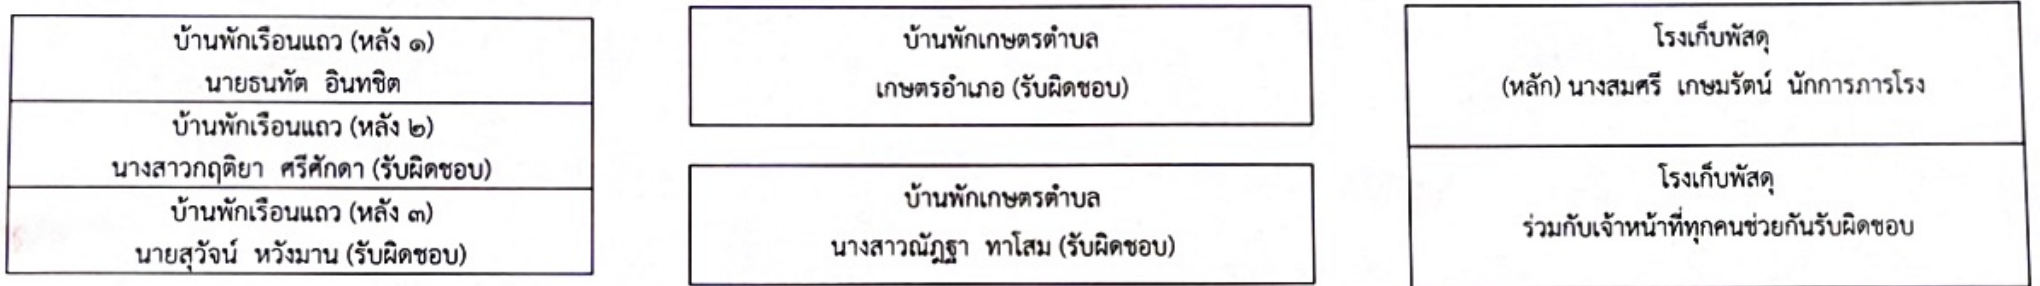 บ้านพักเรือนแถว (หลัง ๑)
นายธนทัต อินทชิต
บ้านพักเรือนแถว (หลัง ๒)
นางสาวกฤติยา ศรีศักดา (รับผิดชอบ)
บ้านพักเรือนแถว (หลัง ๓)
นายสุวัจน์ หวังมาน (รับผิดชอบ)
บ้านพักเกษตรตำบล
เกษตรอำเภอ (รับผิดชอบ)
บ้านพักเกษตรตำบล
นางสาวณัฏฐา ทาโสม (รับผิดชอบ)
โรงเก็บพัสดุ
(หลัก) นางสมศรี เกษมรัตน์ นักการภารโรง
โรงเก็บพัสดุ
ร่วมกับเจ้าหน้าที่ทุกคนช่วยกันรับผิดชอบ